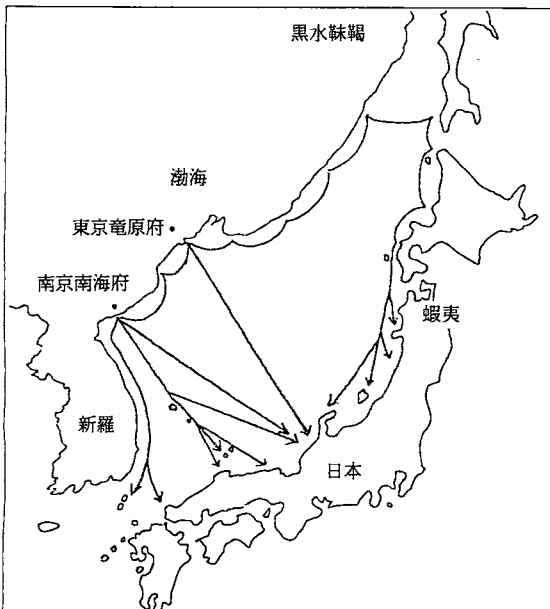 黒水靺鞨
渤海
東京竜原府
南京南海府
蝦夷
新羅
日本